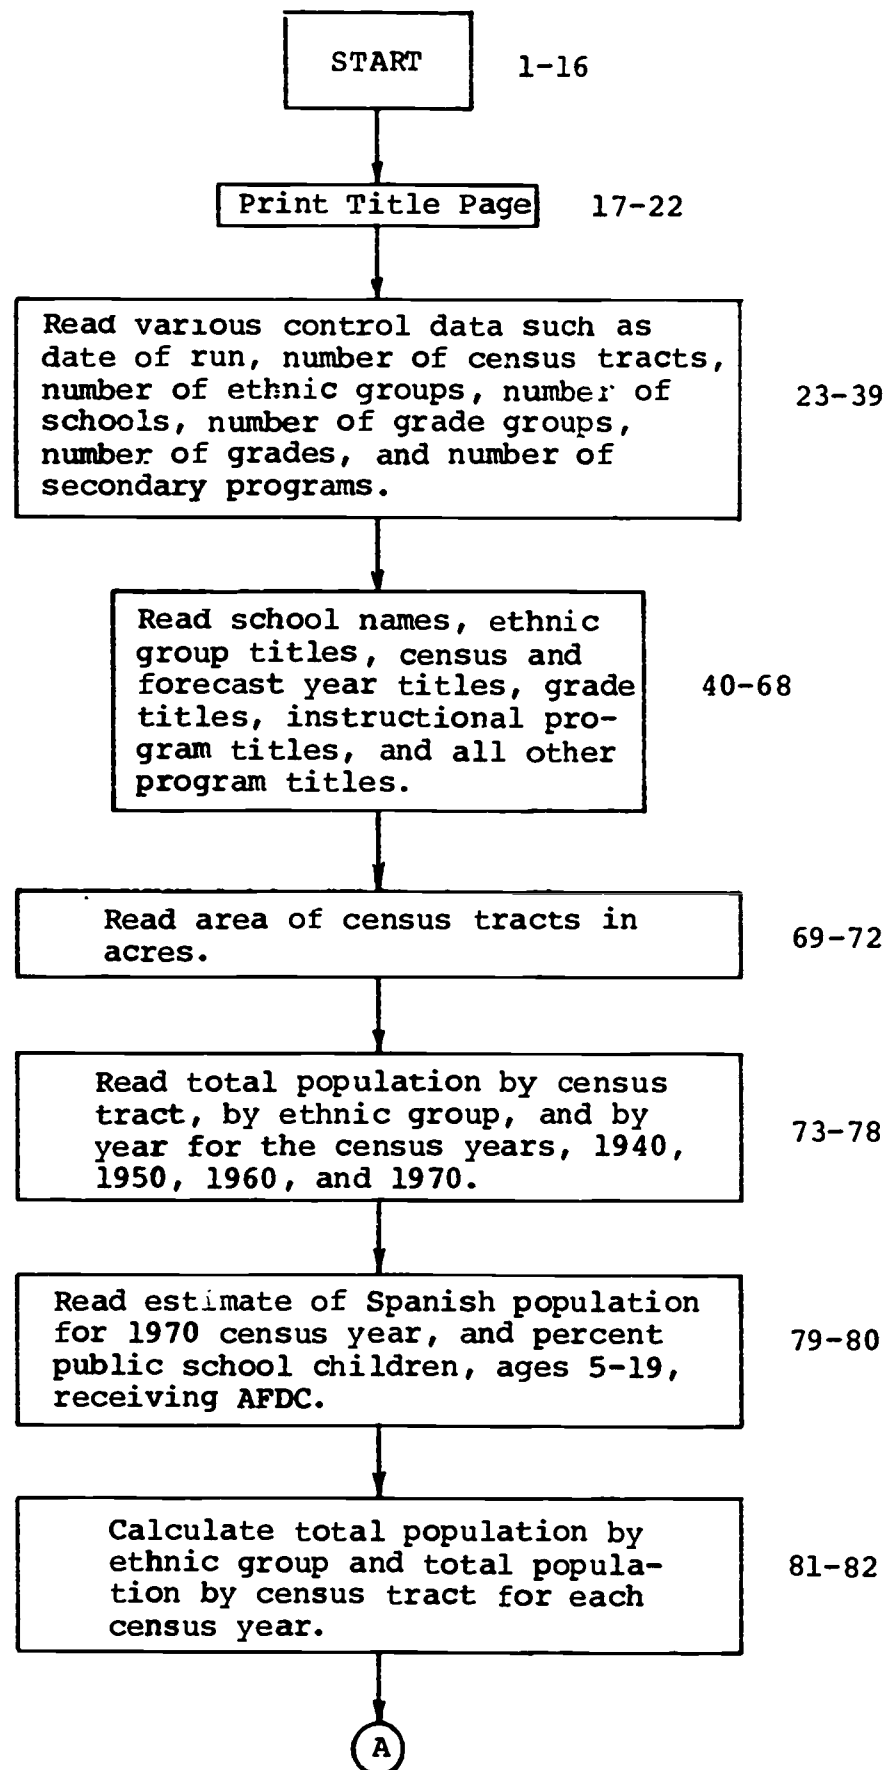 START
1-16
Print Title Page
17-22
Read various control data such as
date of run, number of census tracts,
number of ethnic groups, number of
schools, number of grade groups,
number of grades, and number of
secondary programs.
23-39
Read school names, ethnic
group titles, census and
forecast year titles, grade
titles, instructional pro-
gram titles, and all other
program titles.
40-68
Read area of census tracts in
acres.
69-72
Read total population by census
tract, by ethnic group, and by
year for the census years, 1940,
1950, 1960, and 1970.
73-78
Read estimate of Spanish population
for 1970 census year, and percent
public school children, ages 5-19,
receiving AFDC.
79-80
Calculate total population by
ethnic group and total popula-
tion by census tract for each
census year.
81-82
A